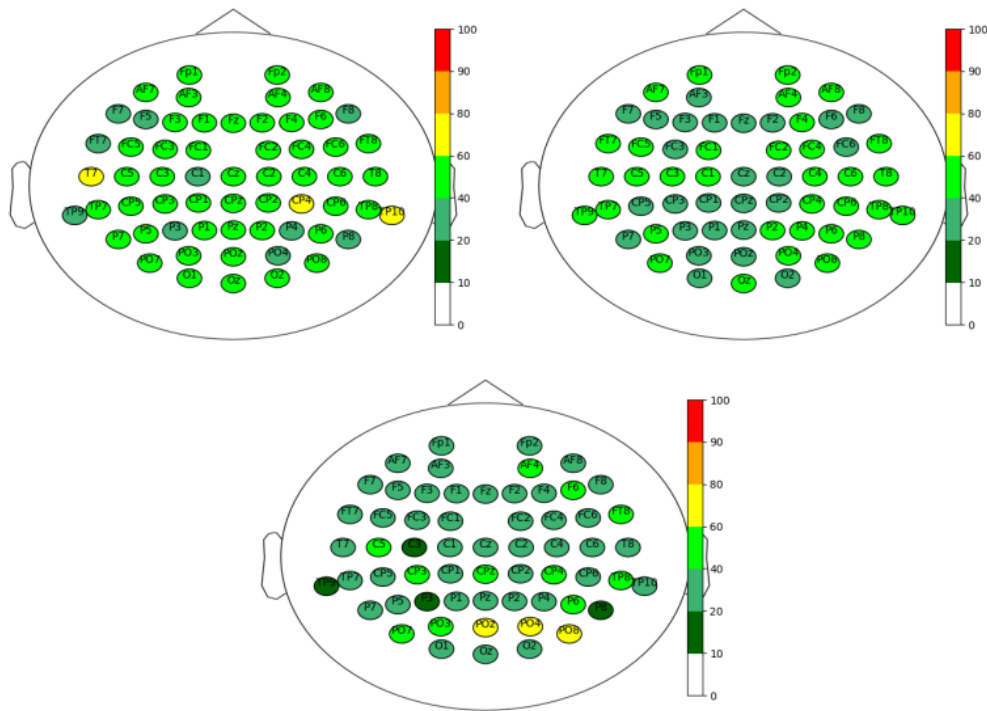 Fp1 Fp2
AF7 AF3 AF4 AF8
F7 F5 F3 F1 Fz F2 F4 F6 F8
FT7 FC5 FC3 FC1 FC2 FC4 FC6 FT8
T7 C5 C3 C1 Cz C2 C4 C6 T8
TP9 TP7 CP5 CP3 CP1 CPz CP2 CP4 CP6 TP8 TP10
P7 P5 P3 P1 Pz P2 P4 P6 P8
PO7 PO3 POZ PO4 PO8
O1 Oz O2
100
90
80
60
40
20
10
0
Fp1 Fp2
AF7 AF3 AF4 AF8
F7 F5 F3 F1 Fz F2 F4 F6 F8
FT7 FC5 FC3 FC1 FC2 FC4 FC6 FT8
T7 C5 C3 C1 Cz C2 C4 C6 T8
TP9 TP7 CP5 CP3 CP1 CPz CP2 CP4 CP6 TP8 TP10
P7 P5 P3 P1 Pz P2 P4 P6 P8
PO7 PO3 POZ PO4 PO8
O1 Oz O2
100
90
80
60
40
20
10
0
Fp1 Fp2
AF7 AF3 AF4 AF8
F7 F5 F3 F1 Fz F2 F4 F6 F8
FT7 FC5 FC3 FC1 FC2 FC4 FC6 FT8
T7 C5 C3 C1 Cz C2 C4 C6 T8
TP9 TP7 CP5 CP3 CP1 CPz CP2 CP4 CP6 TP8 TP10
P7 P5 P3 P1 Pz P2 P4 P6 P8
PO7 PO3 POZ PO4 PO8
O1 Oz O2
100
90
80
60
40
20
10
0